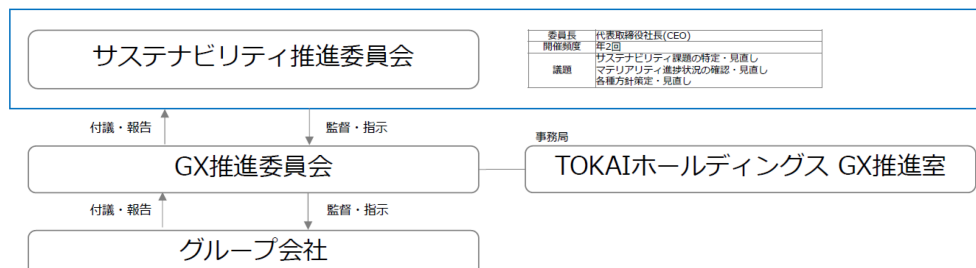 サステナビリティ推進委員会
委員長 代表取締役社長(CEO)
開催頻度 年2回
議題 サステナビリティ課題の特定・見直し
マテリアリティ進捗状況の確認・見直し
各種方針策定・見直し
付議・報告 監督・指示
事務局
GX推進委員会 TOKAIホールディングス GX推進室
付議・報告 監督・指示
グループ会社